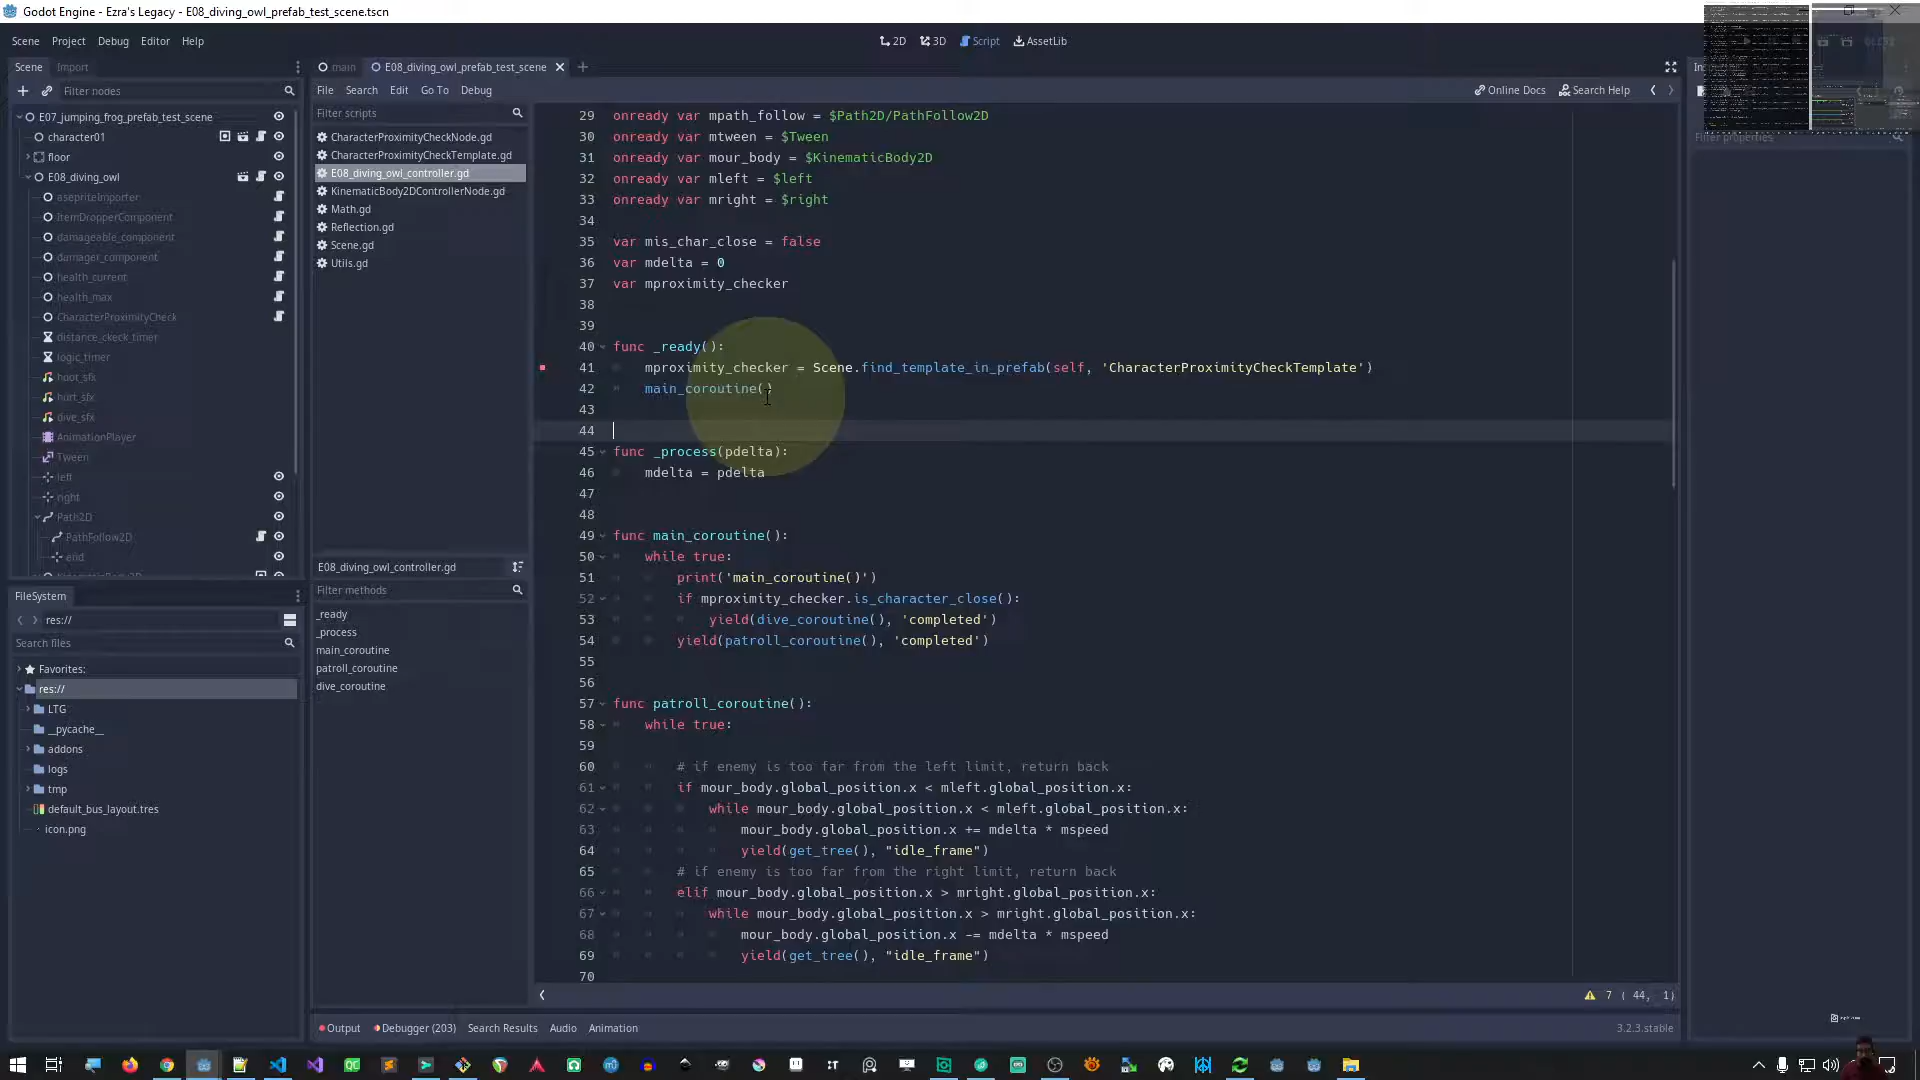 Godot Engine - Ezra's Legacy - E08_diving_owl_prefab_test_scene.tscn
Scene Project Debug Editor Help
2D 3D Script AssetLib
Scene Import
main E08_diving_owl_prefab_test_scene
Filter nodes
File Search Edit Go To Debug
Online Docs Search Help
Filter scripts
Filter properties
E07_jumping_frog_prefab_test_scene
character01
floor
E08_diving_owl
asepriteImporter
ItemDropperComponent
damageable_component
damager_component
health_current
health_max
CharacterProximityCheck
distance_ckeck_timer
logic_timer
hoot_sfx
hurt_sfx
dive_sfx
AnimationPlayer
Tween
left
right
Path2D
PathFollow2D
end
CharacterProximityCheckNode.gd
CharacterProximityCheckTemplate.gd
E08_diving_owl_controller.gd
KinematicBody2DControllerNode.gd
Math.gd
Reflection.gd
Scene.gd
Utils.gd
E08_diving_owl_controller.gd
Filter methods
_ready
_process
main_coroutine
patroll_coroutine
dive_coroutine
FileSystem
res://
Search files
Favorites:
res://
LTG
__pycache__
addons
logs
tmp
default_bus_layout.tres
icon.png
29 onready var mpath_follow = $Path2D/PathFollow2D
30 onready var mtween = $Tween
31 onready var mour_body = $KinematicBody2D
32 onready var mleft = $left
33 onready var mright = $right
34
35 var mis_char_close = false
36 var mdelta = 0
37 var mproximity_checker
38
39
40 func _ready():
41 mproximity_checker = Scene.find_template_in_prefab(self, 'CharacterProximityCheckTemplate')
42 main_coroutine()
43
44
45 func _process(pdelta):
46 mdelta = pdelta
47
48
49 func main_coroutine():
50 while true:
51 print('main_coroutine()')
52 if mproximity_checker.is_character_close():
53 yield(dive_coroutine(), 'completed')
54 yield(patroll_coroutine(), 'completed')
55
56
57 func patroll_coroutine():
58 while true:
59
60 # if enemy is too far from the left limit, return back
61 if mour_body.global_position.x < mleft.global_position.x:
62 while mour_body.global_position.x < mleft.global_position.x:
63 mour_body.global_position.x += mdelta * mspeed
64 yield(get_tree(), "idle_frame")
65 # if enemy is too far from the right limit, return back
66 elif mour_body.global_position.x > mright.global_position.x:
67 while mour_body.global_position.x > mright.global_position.x:
68 mour_body.global_position.x -= mdelta * mspeed
69 yield(get_tree(), "idle_frame")
70
7 ( 44, 1)
Output Debugger (203) Search Results Audio Animation
3.2.3.stable